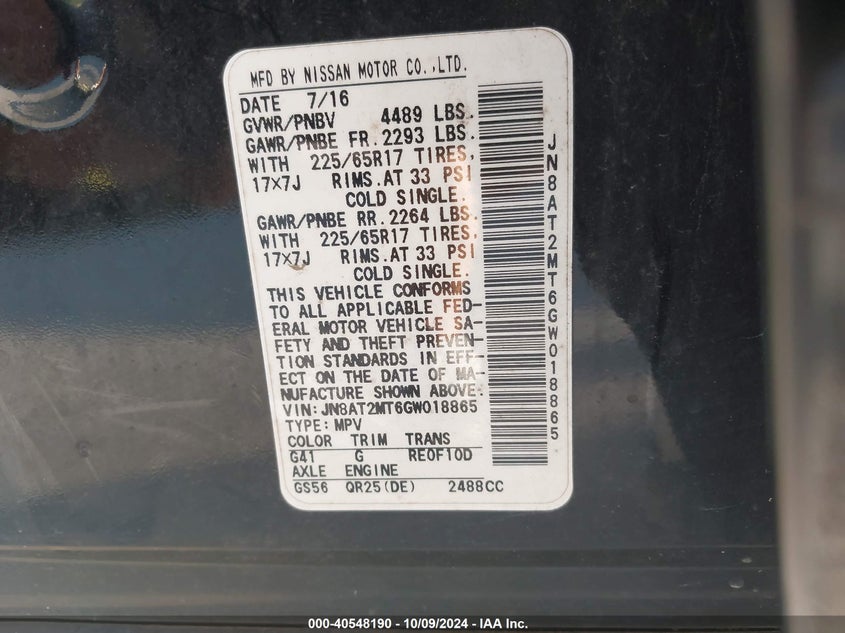 MFD BY NISSAN MOTOR CO.,LTD.
DATE 7/16
GVWR/PNBV 4489 LBS.
GAWR/PNBE FR.2293 LBS.
WITH 225/65R17 TIRES,
17×7J RIMS.AT 33 PSI
COLD SINGLE.
GAWR/PNBE RR.2264 LBS.
WITH 225/65R17 TIRES,
17×7J RIMS.AT 33 PSI
COLD SINGLE.
THIS VEHICLE CONFORMS
TO ALL APPLICABLE FED-
ERAL MOTOR VEHICLE SA-
FETY AND THEFT PREVEN-
TION STANDARDS IN EFF-
ECT ON THE DATE OF MA-
NUFACTURE SHOWN ABOVE.
VIN:JN8AT2MT6GW018865
TYPE:MPV
COLOR TRIM TRANS
G41 G RE0F10D
AXLE ENGINE
GS56 QR25(DE) 2488CC
JN8AT2MT6GW018865
000-40548190 - 10/09/2024 - IAA Inc.